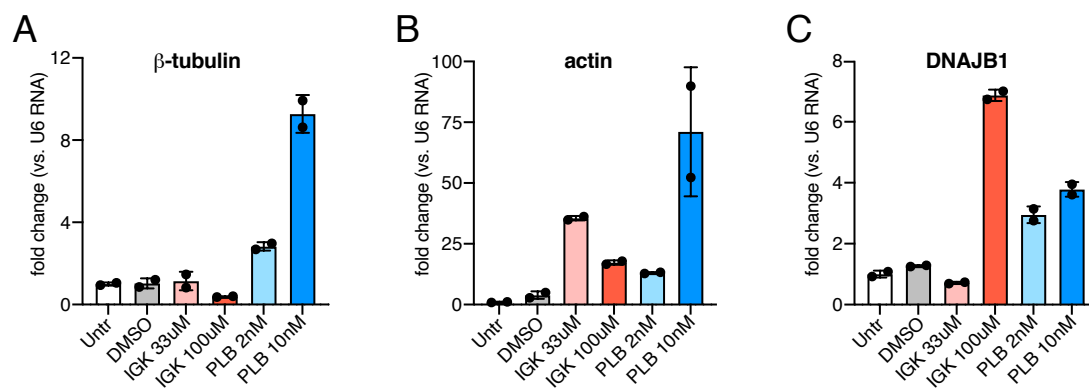 A
β-tubulin
fold change (vs. U6 RNA)
12
8
4
0
Untr
DMSO
IGK 33uM
IGK 100uM
PLB 2nM
PLB 10nM
B
actin
fold change (vs. U6 RNA)
100
75
50
25
0
Untr
DMSO
IGK 33uM
IGK 100uM
PLB 2nM
PLB 10nM
C
DNAJB1
fold change (vs. U6 RNA)
8
6
4
2
0
Untr
DMSO
IGK 33uM
IGK 100uM
PLB 2nM
PLB 10nM